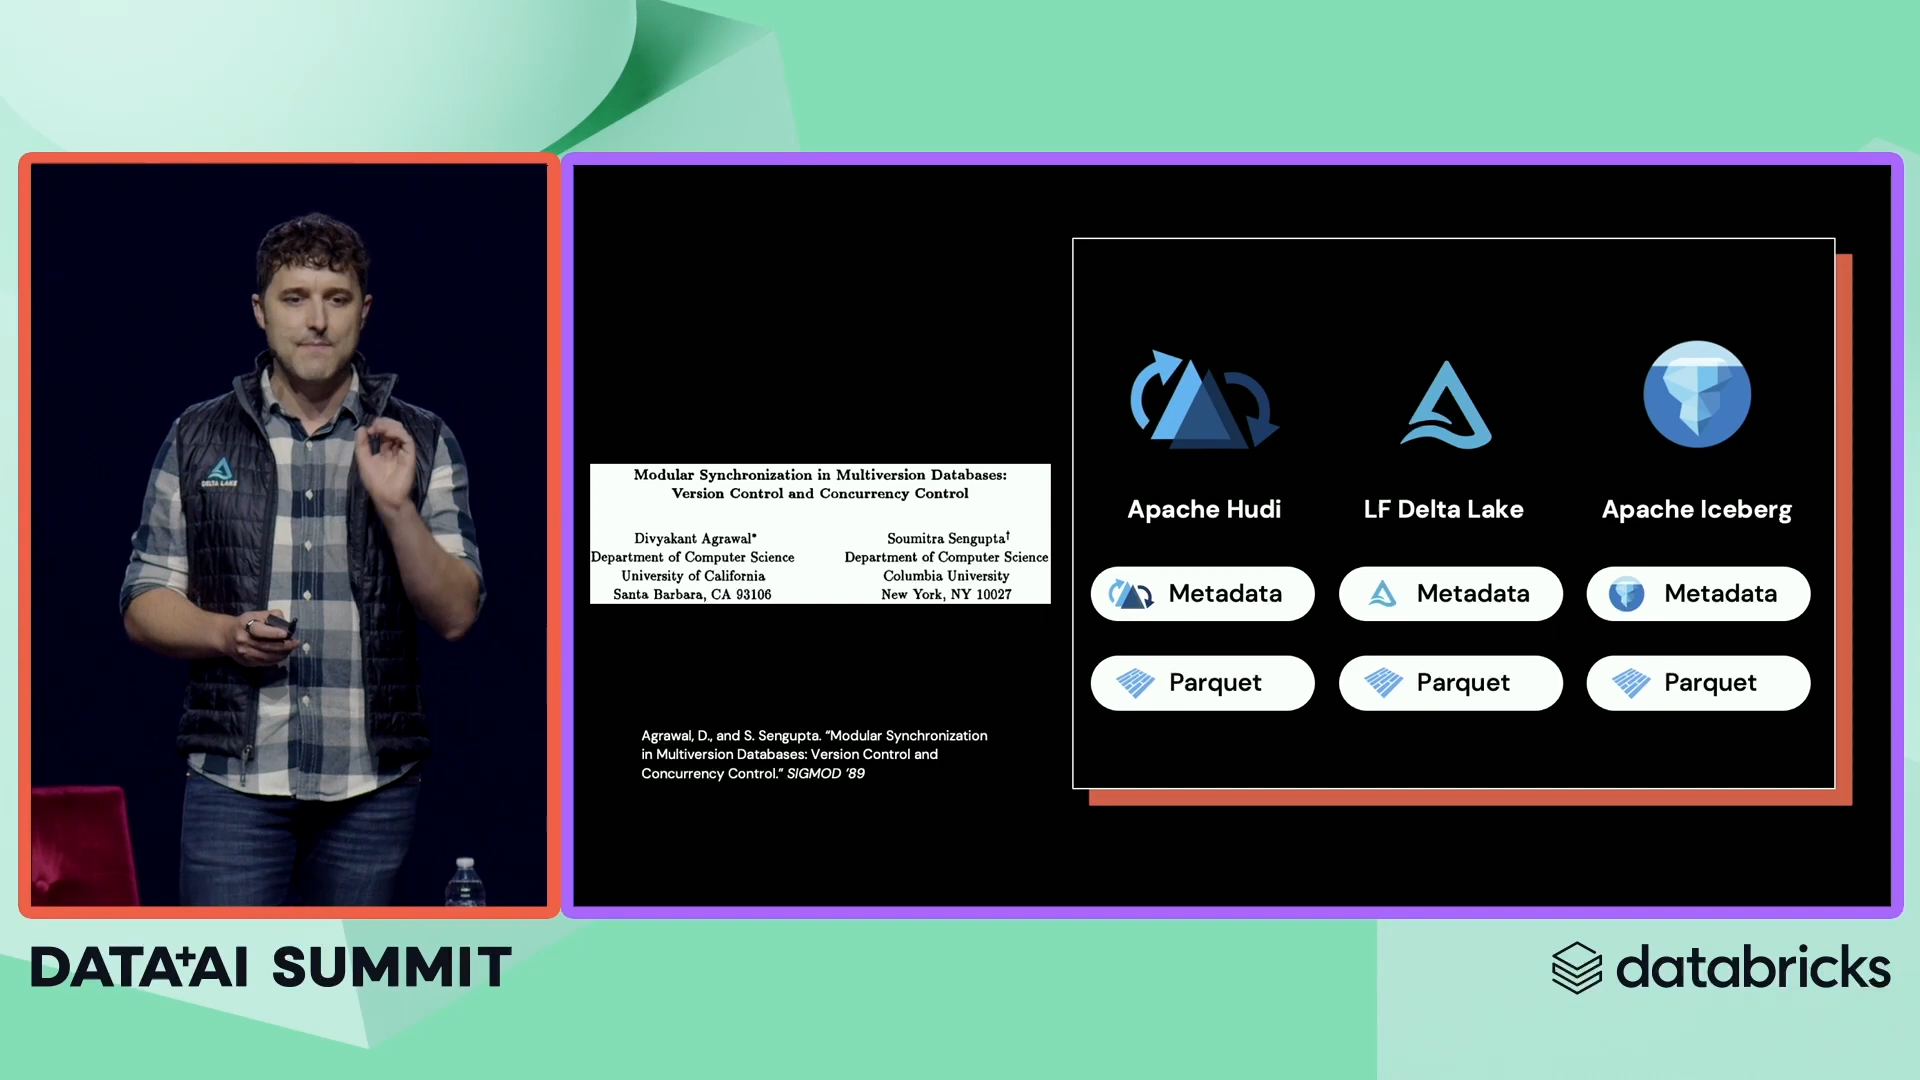 DELTA LAKE
Modular Synchronization in Multiversion Databases:
Version Control and Concurrency Control
Divyakant Agrawal*
Department of Computer Science
University of California
Santa Barbara, CA 93106
Soumitra Sengupta†
Department of Computer Science
Columbia University
New York, NY 10027
Agrawal, D., and S. Sengupta. “Modular Synchronization
in Multiversion Databases: Version Control and
Concurrency Control.” SIGMOD ’89
Apache Hudi
LF Delta Lake
Apache Iceberg
Metadata
Metadata
Metadata
Parquet
Parquet
Parquet
DATA+AI SUMMIT
databricks